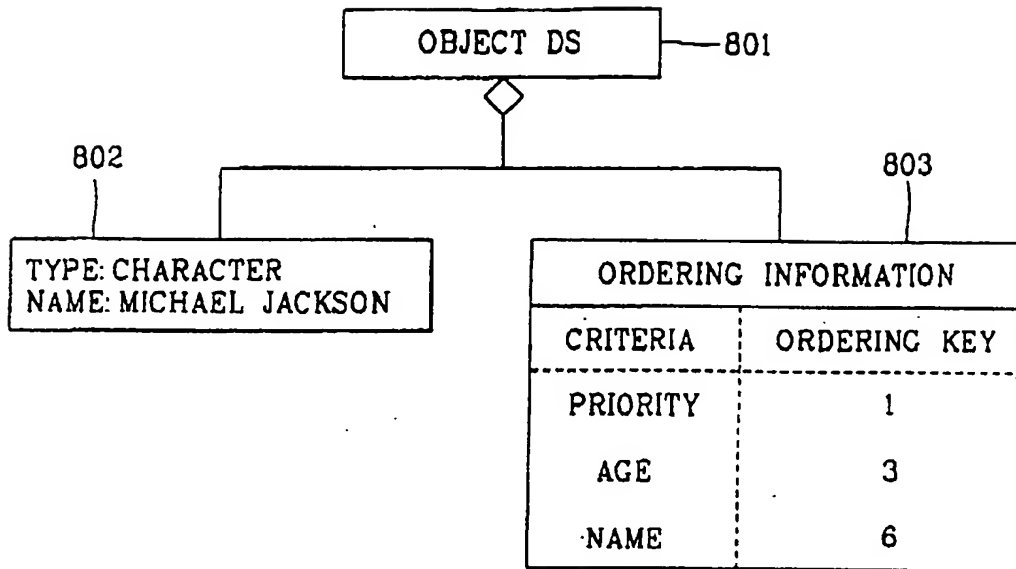 OBJECT DS
801
802
803
TYPE: CHARACTER
NAME: MICHAEL JACKSON
ORDERING INFORMATION
CRITERIA ORDERING KEY
PRIORITY 1
AGE 3
NAME 6